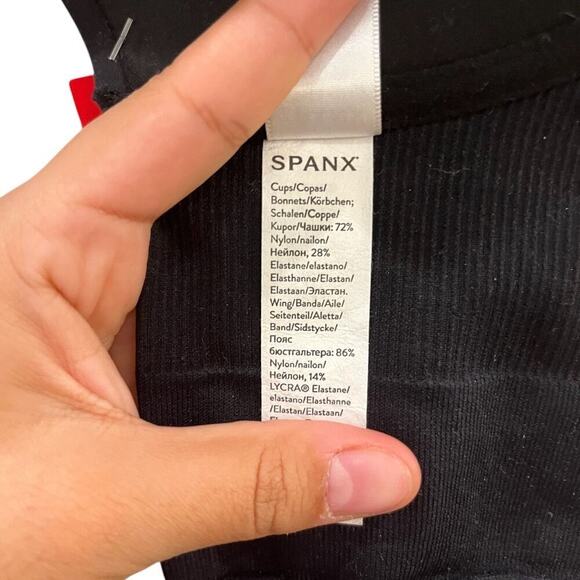 SPANX®
Cups/Copas/
Bonnets/Körbchen;
Schalen/Coppe/
Kupor/Чашки: 72%
Nylon/nailon/
Нейлон, 28%
Elastane/elastano/
Elasthanne/Elastan/
Elastaan/Эластан.
Wing/Banda/Aile/
Seitenteil/Aletta/
Band/Sidstycke/
Пояс
бюстгальтера: 86%
Nylon/nailon/
Нейлон, 14%
LYCRA® Elastane/
elastano/Elasthanne
/Elastan/Elastaan/